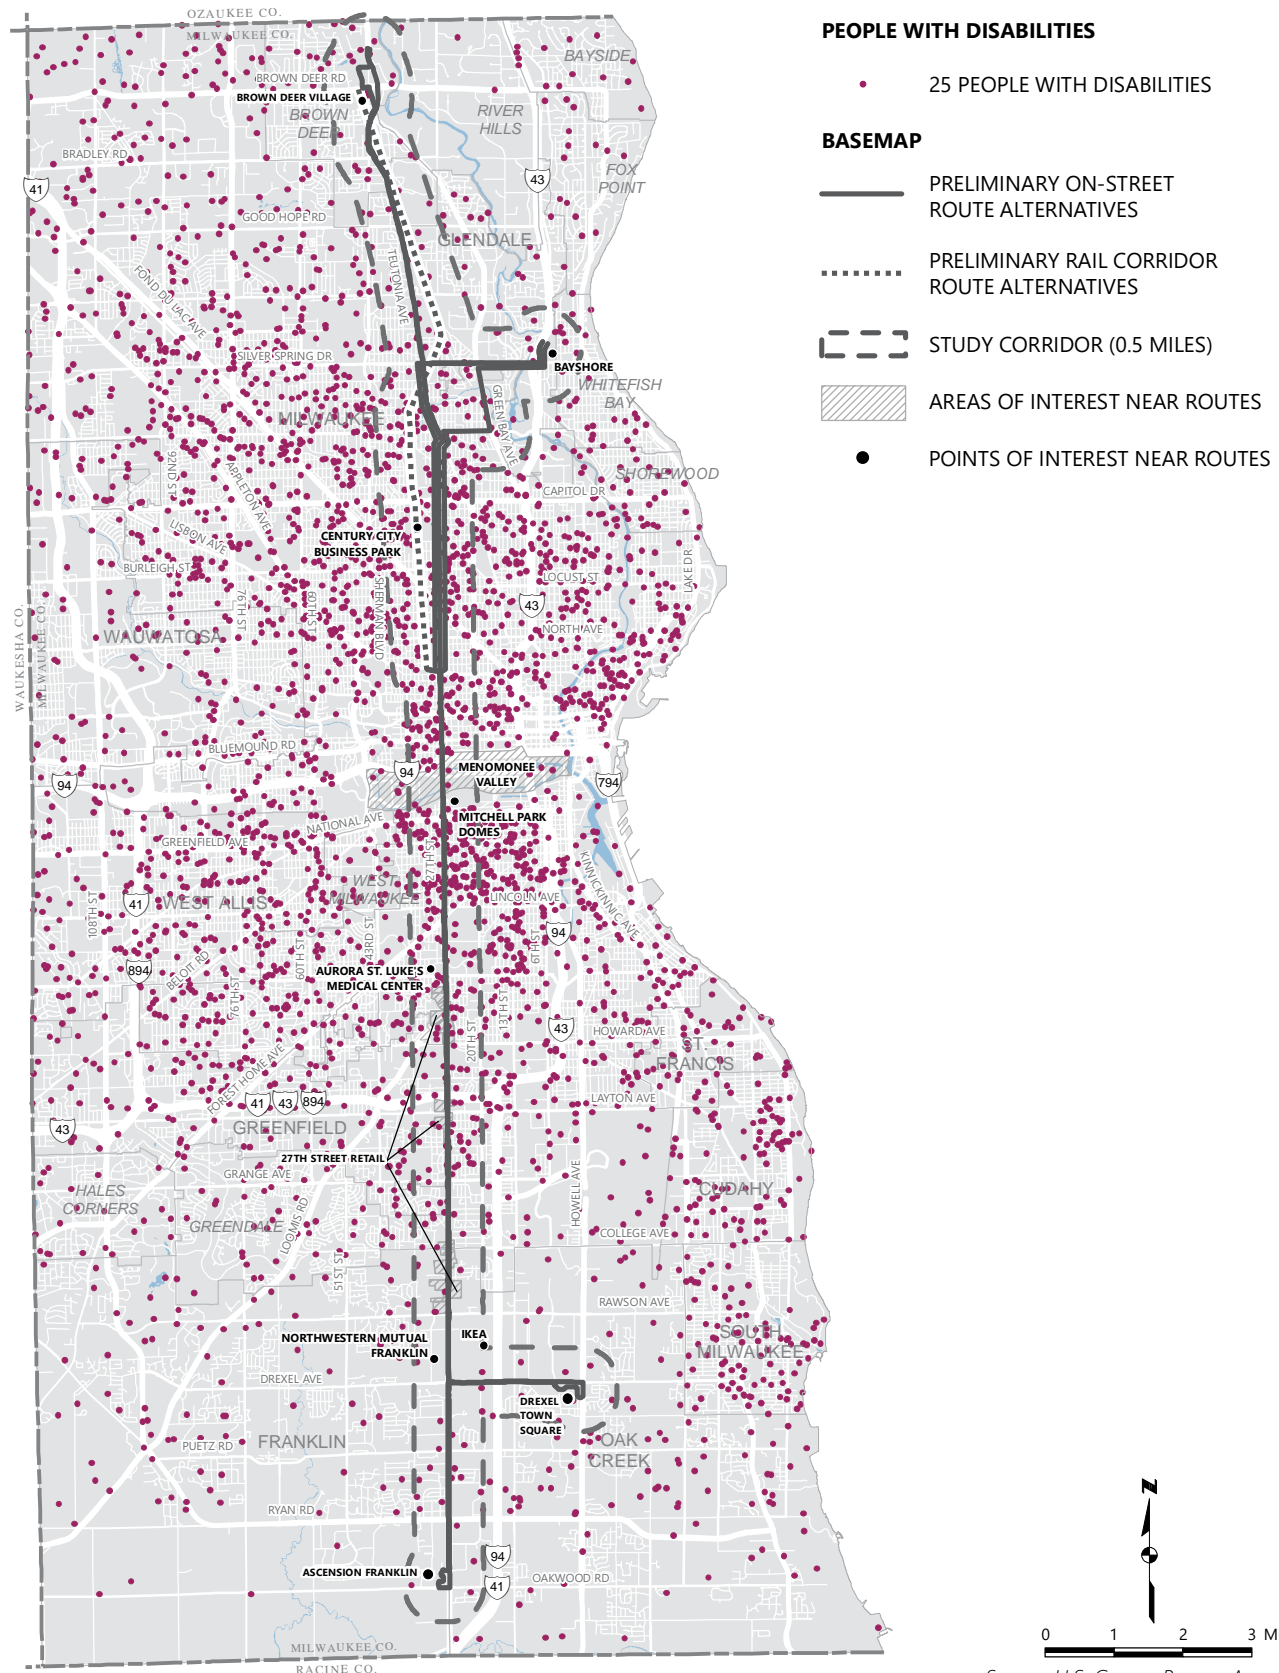 OZAUKEE CO.
MILWAUKEE CO.
PEOPLE WITH DISABILITIES
25 PEOPLE WITH DISABILITIES
BASEMAP
PRELIMINARY ON-STREET
ROUTE ALTERNATIVES
PRELIMINARY RAIL CORRIDOR
ROUTE ALTERNATIVES
STUDY CORRIDOR (0.5 MILES)
AREAS OF INTEREST NEAR ROUTES
POINTS OF INTEREST NEAR ROUTES
BAYSIDE
BROWN DEER RD
BROWN DEER VILLAGE
BROWN
DEER
RIVER
HILLS
BRADLEY RD
FOX
POINT
41
43
GOOD HOPE RD
GLENDALE
TEUTONIA AVE
FOND DU LAC AVE
SILVER SPRING DR
BAYSHORE
WHITEFISH
BAY
GREEN BAY AVE
MILWAUKEE
92ND ST
APPLETON AVE
SHOREWOOD
CAPITOL DR
LISBON AVE
CENTURY CITY
BUSINESS PARK
BURLEIGH ST
LOCUST ST
LAKE DR
76TH ST
60TH ST
SHERMAN BLVD
43
WAUKESHA CO.
MILWAUKEE CO.
WAUWATOSA
NORTH AVE
BLUEMOUND RD
94
94
MENOMONEE
VALLEY
794
MITCHELL PARK
DOMES
NATIONAL AVE
GREENFIELD AVE
27TH ST
KINNICKINNIC AVE
WEST
MILWAUKEE
LINCOLN AVE
108TH ST
41
WEST ALLIS
43RD ST
60TH ST
6TH ST
94
894
BELOIT RD
AURORA ST. LUKE'S
MEDICAL CENTER
76TH ST
13TH ST
20TH ST
43
HOWARD AVE
ST.
FRANCIS
FOREST HOME AVE
41
43
894
LAYTON AVE
43
GREENFIELD
27TH STREET RETAIL
GRANGE AVE
HALES
CORNERS
HOWELL AVE
CUDAHY
GREENDALE
LOOMIS RD
COLLEGE AVE
51ST ST
RAWSON AVE
NORTHWESTERN MUTUAL
FRANKLIN
IKEA
SOUTH
MILWAUKEE
DREXEL AVE
DREXEL
TOWN
SQUARE
PUETZ RD
FRANKLIN
OAK
CREEK
RYAN RD
N
94
41
ASCENSION FRANKLIN
OAKWOOD RD
0 1 2 3 M
MILWAUKEE CO.
RACINE CO.